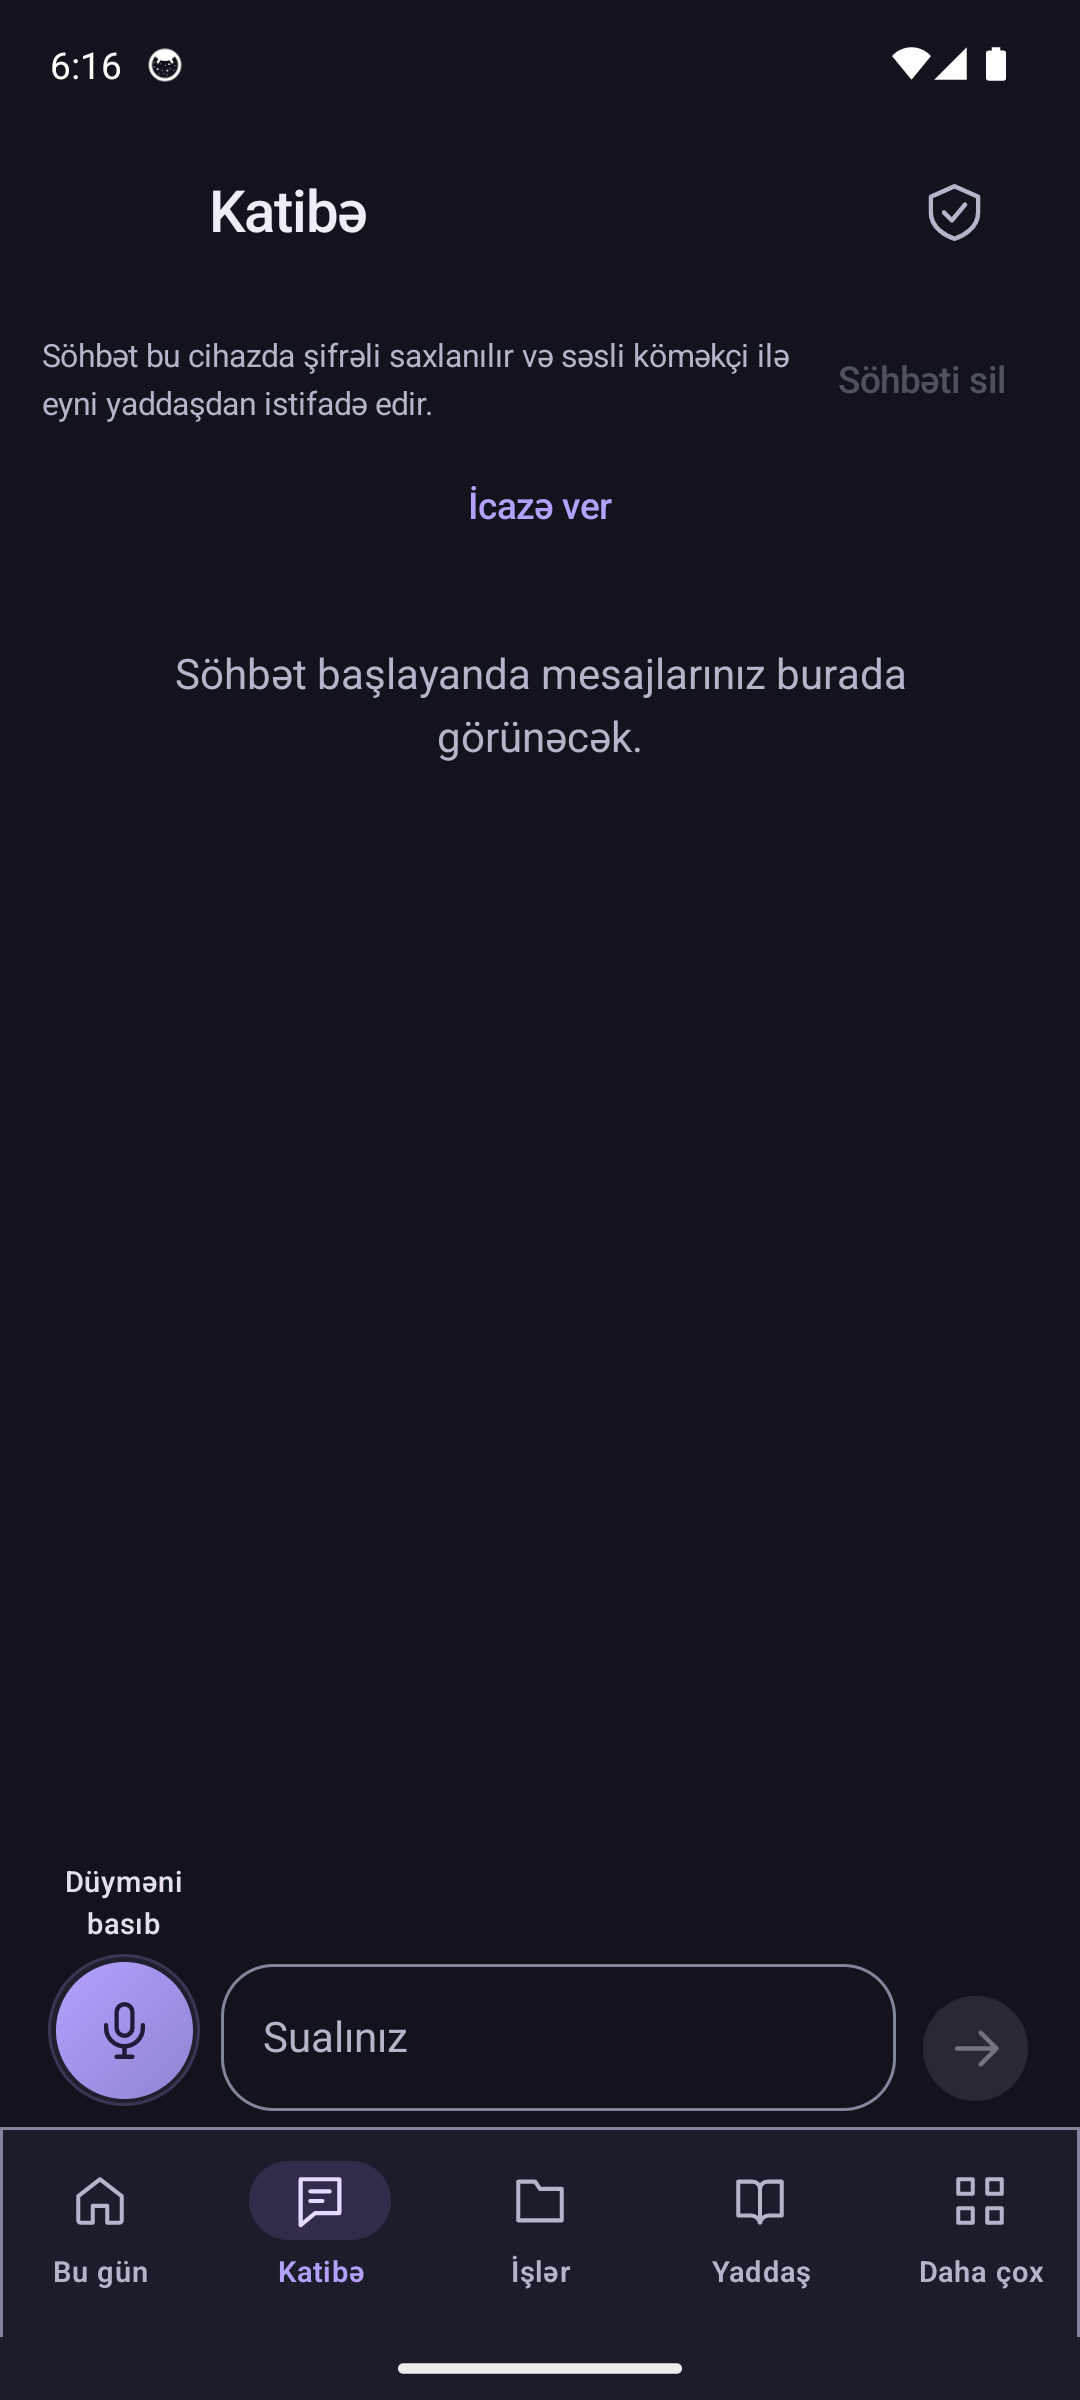 6:16
Katibə
Söhbət bu cihazda şifrəli saxlanılır və səsli köməkçi ilə
eyni yaddaşdan istifadə edir.
Söhbəti sil
İcazə ver
Söhbət başlayanda mesajlarınız burada
görünəcək.
Düyməni
basıb
Sualınız
Bu gün
Katibə
İşlər
Yaddaş
Daha çox